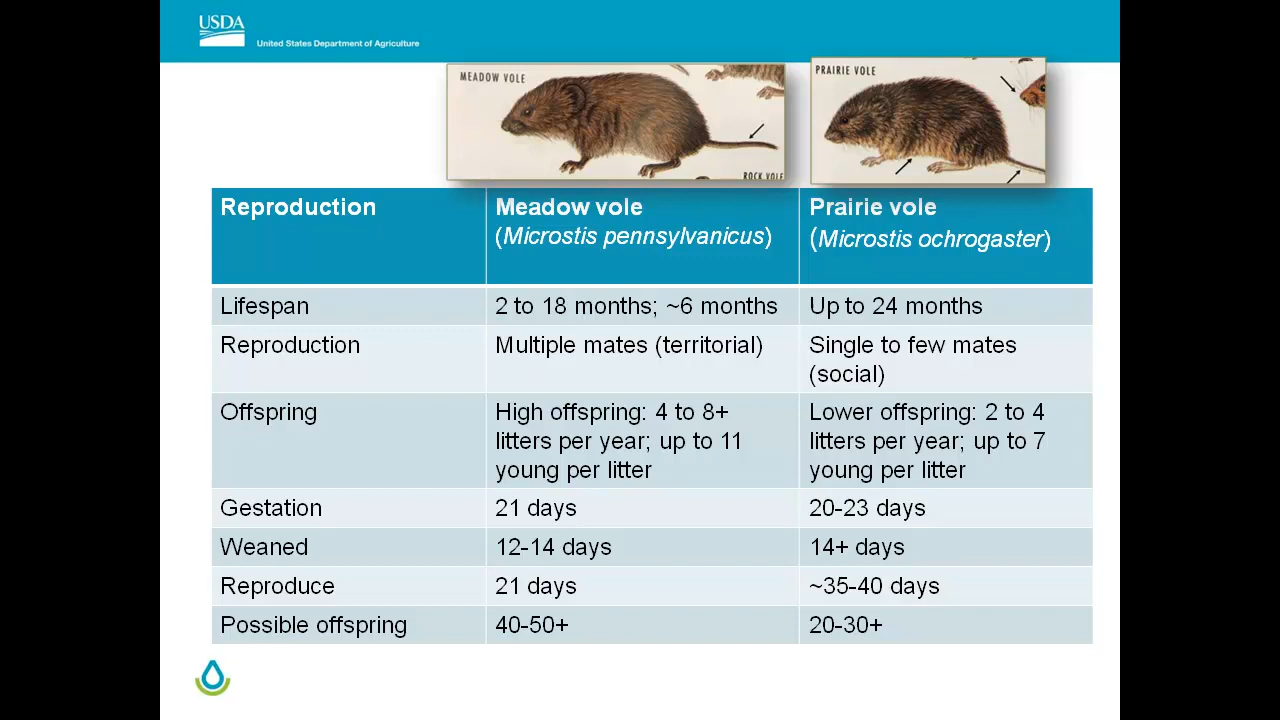 USDA
United States Department of Agriculture
MEADOW VOLE
ROCK VOLE
PRAIRIE VOLE
Reproduction
Meadow vole
(Microstis pennsylvanicus)
Prairie vole
(Microstis ochrogaster)
Lifespan
2 to 18 months; ~6 months
Up to 24 months
Reproduction
Multiple mates (territorial)
Single to few mates
(social)
Offspring
High offspring: 4 to 8+
litters per year; up to 11
young per litter
Lower offspring: 2 to 4
litters per year; up to 7
young per litter
Gestation
21 days
20-23 days
Weaned
12-14 days
14+ days
Reproduce
21 days
~35-40 days
Possible offspring
40-50+
20-30+